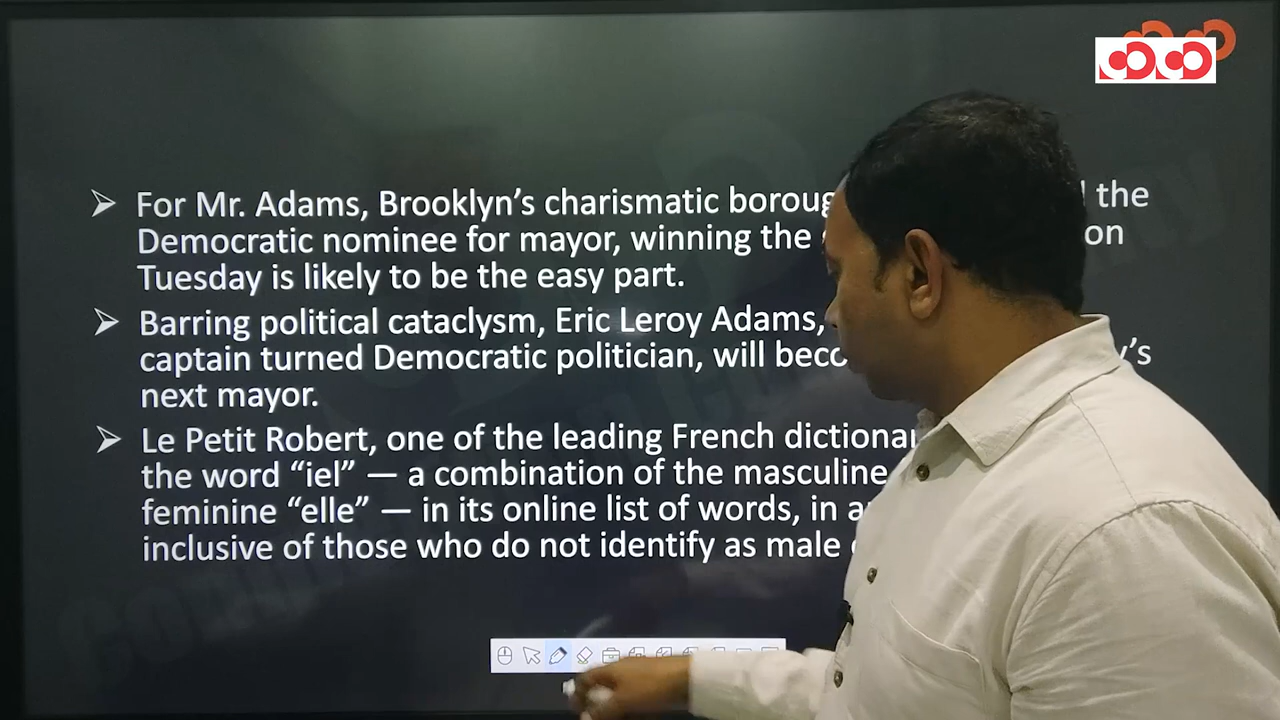 For Mr. Adams, Brooklyn’s charismatic the
Democratic nominee for mayor, winning the on
Tuesday is likely to be the easy part.
Barring political cataclysm, Eric Leroy Adams,
captain turned Democratic politician, will
next mayor.
Le Petit Robert, one of the leading French
the word “iel” — a combination of the masculine
feminine “elle” — in its online list of words, in
inclusive of those who do not identify as male